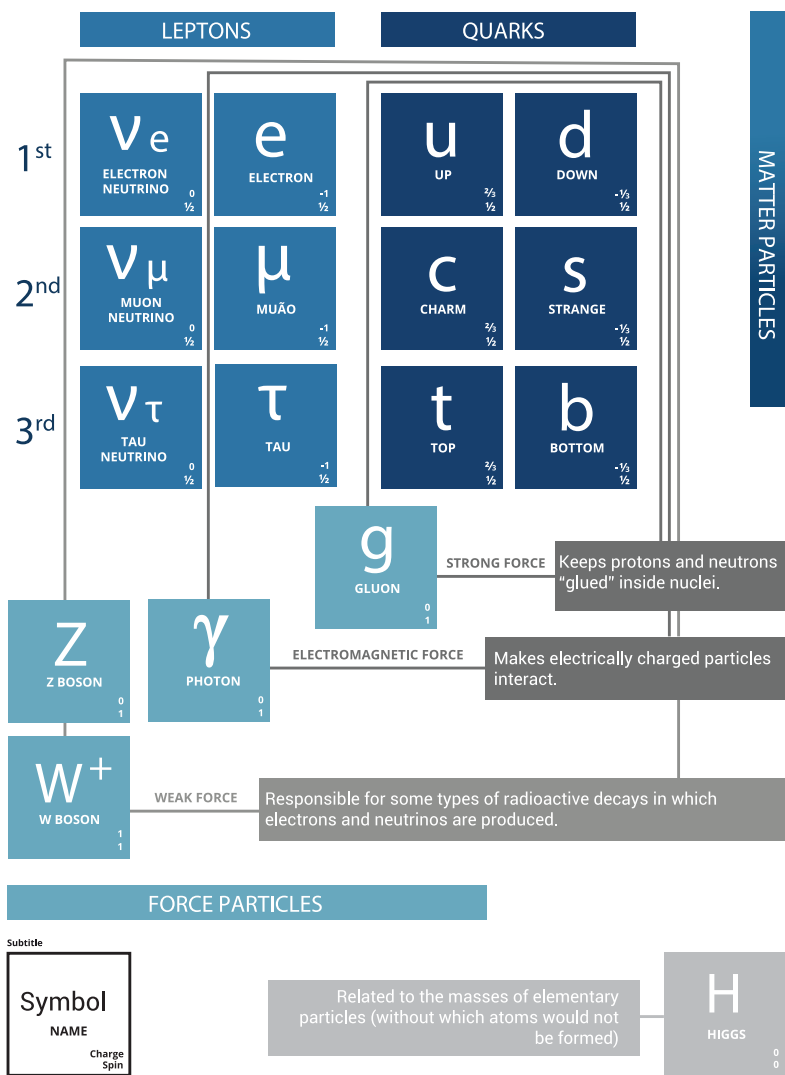 LEPTONS
QUARKS
MATTER PARTICLES
1st
ν e
ELECTRON
NEUTRINO
0
½
e
ELECTRON
-1
½
u
UP
⅔
½
d
DOWN
-⅓
½
2nd
ν μ
MUON
NEUTRINO
0
½
μ
MUÃO
-1
½
c
CHARM
⅔
½
s
STRANGE
-⅓
½
3rd
ν τ
TAU
NEUTRINO
0
½
τ
TAU
-1
½
t
TOP
⅔
½
b
BOTTOM
-⅓
½
g
GLUON
0
1
STRONG FORCE
Keeps protons and neutrons
“glued” inside nuclei.
Z
Z BOSON
0
1
γ
PHOTON
0
1
ELECTROMAGNETIC FORCE
Makes electrically charged particles
interact.
W+
W BOSON
1
1
WEAK FORCE
Responsible for some types of radioactive decays in which
electrons and neutrinos are produced.
FORCE PARTICLES
Subtitle
Symbol
NAME
Charge
Spin
Related to the masses of elementary
particles (without which atoms would not
be formed)
H
HIGGS
0
0